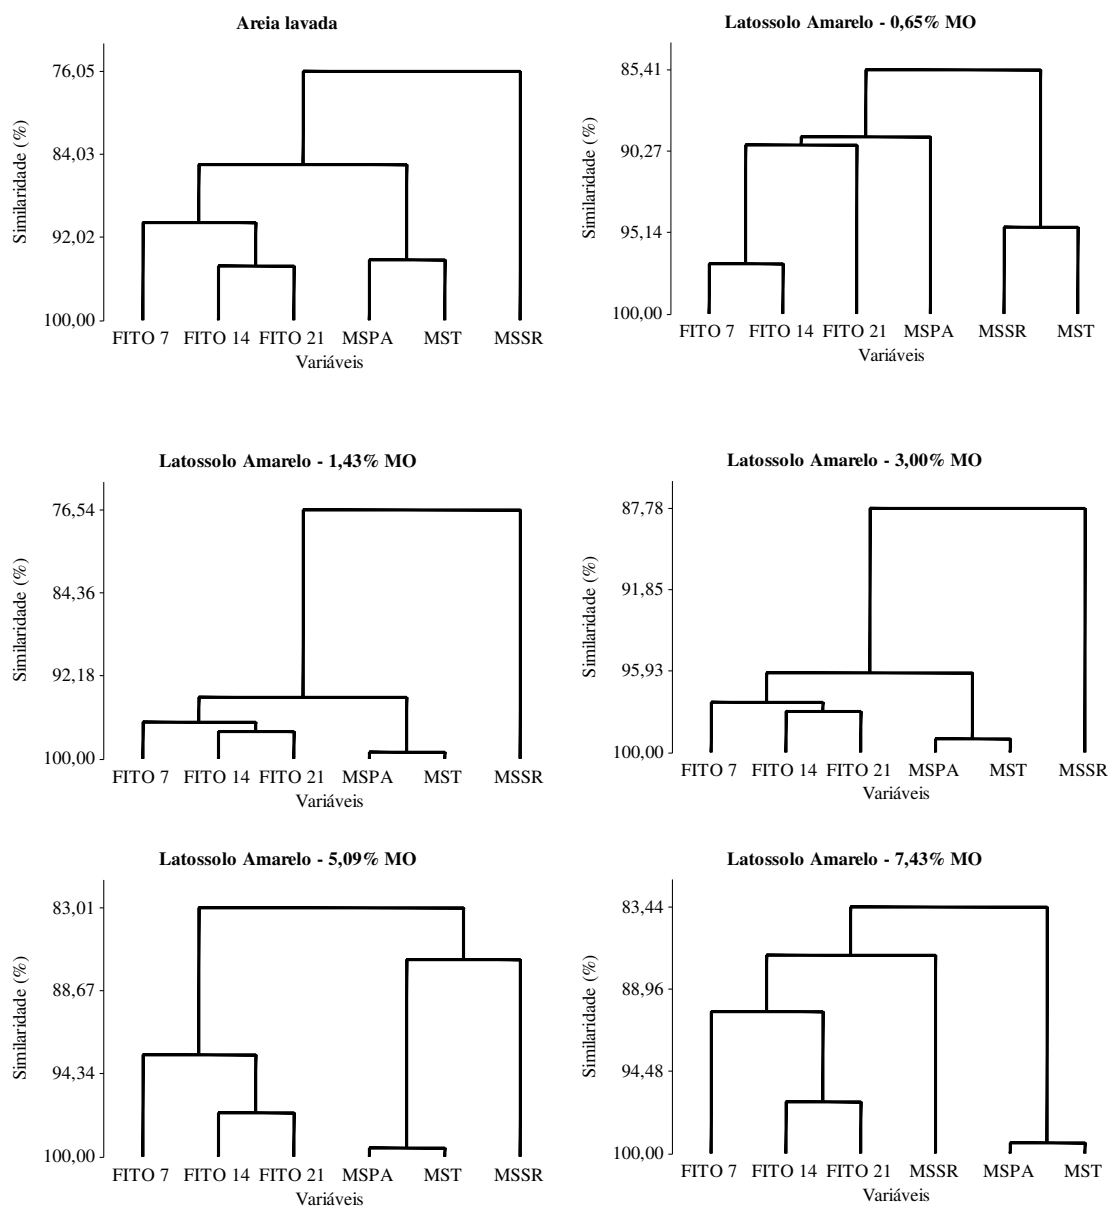 Areia lavada
Similaridade (%)
76,05
84,03
92,02
100,00
FITO 7 FITO 14 FITO 21 MSPA MST MSSR
Variáveis
Latossolo Amarelo - 0,65% MO
Similaridade (%)
85,41
90,27
95,14
100,00
FITO 7 FITO 14 FITO 21 MSPA MSSR MST
Variáveis
Latossolo Amarelo - 1,43% MO
Similaridade (%)
76,54
84,36
92,18
100,00
FITO 7 FITO 14 FITO 21 MSPA MST MSSR
Variáveis
Latossolo Amarelo - 3,00% MO
Similaridade (%)
87,78
91,85
95,93
100,00
FITO 7 FITO 14 FITO 21 MSPA MST MSSR
Variáveis
Latossolo Amarelo - 5,09% MO
Similaridade (%)
83,01
88,67
94,34
100,00
FITO 7 FITO 14 FITO 21 MSPA MST MSSR
Variáveis
Latossolo Amarelo - 7,43% MO
Similaridade (%)
83,44
88,96
94,48
100,00
FITO 7 FITO 14 FITO 21 MSSR MSPA MST
Variáveis